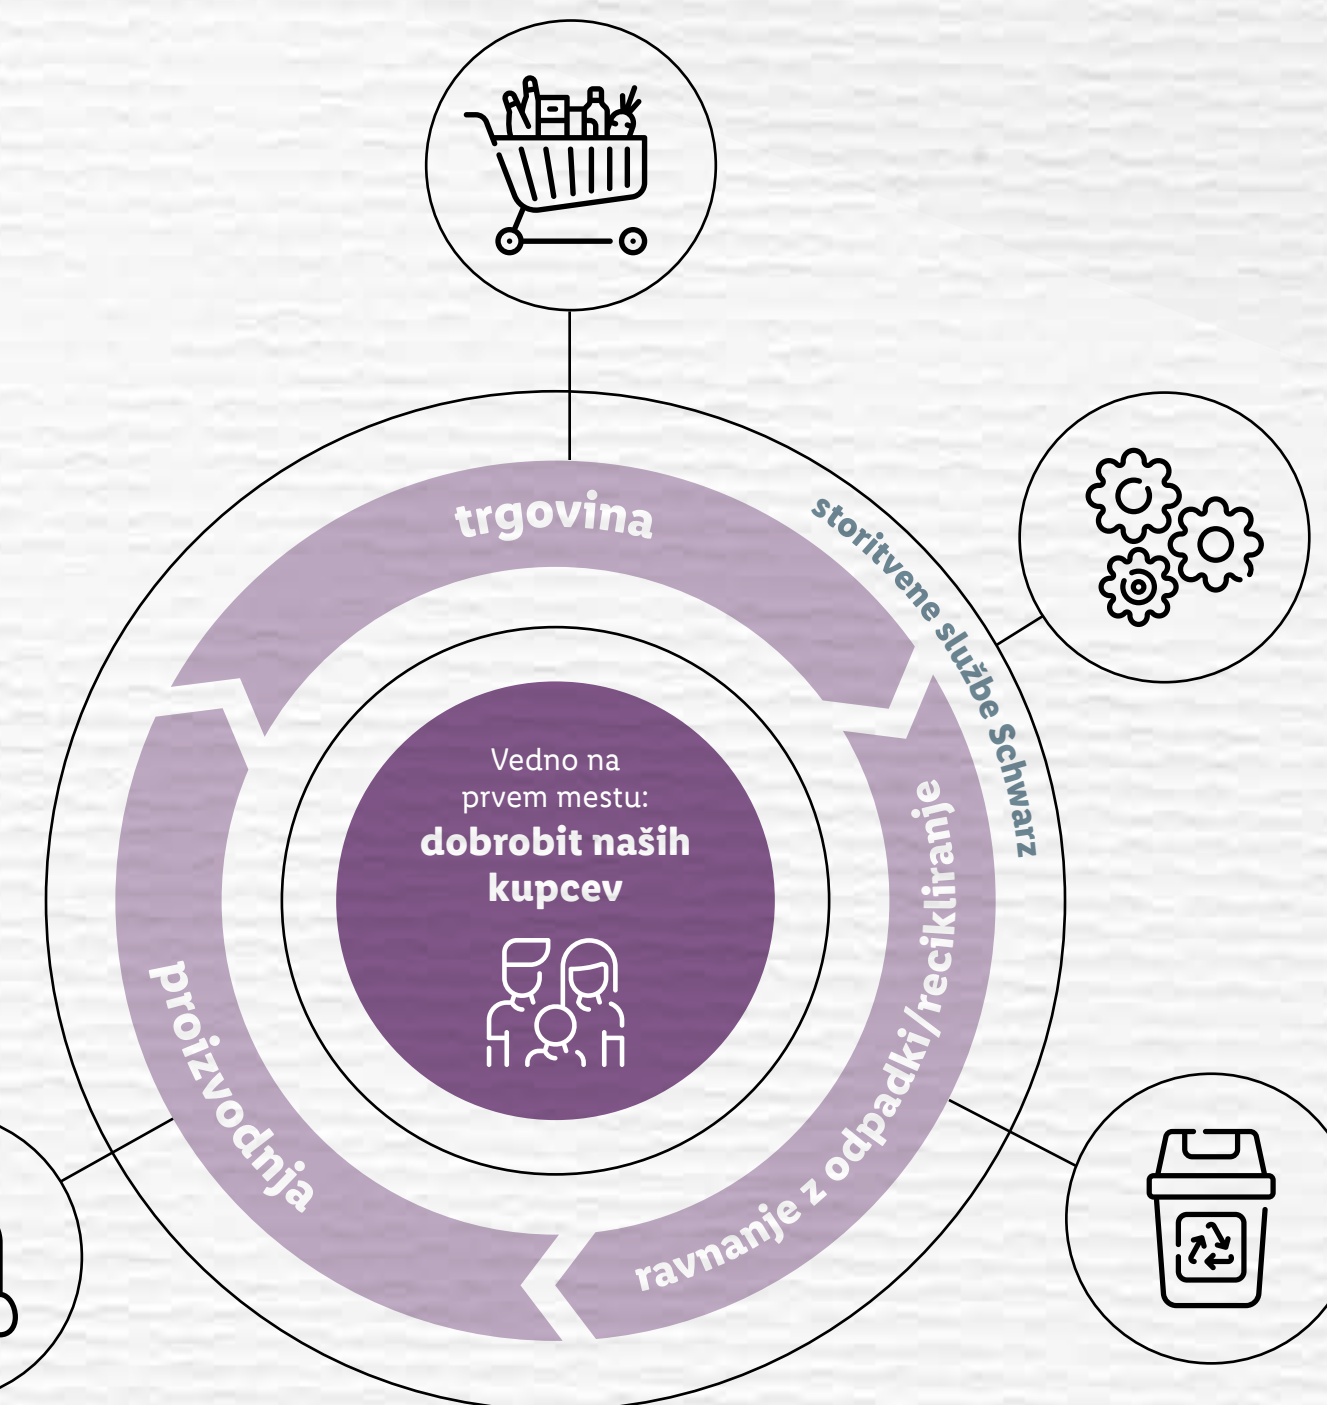 trgovina
storitvene službe Schwarz
Vedno na
prvem mestu:
dobrobit naših
kupcev
ravnanje z odpadki/recikliranje
proizvodnja